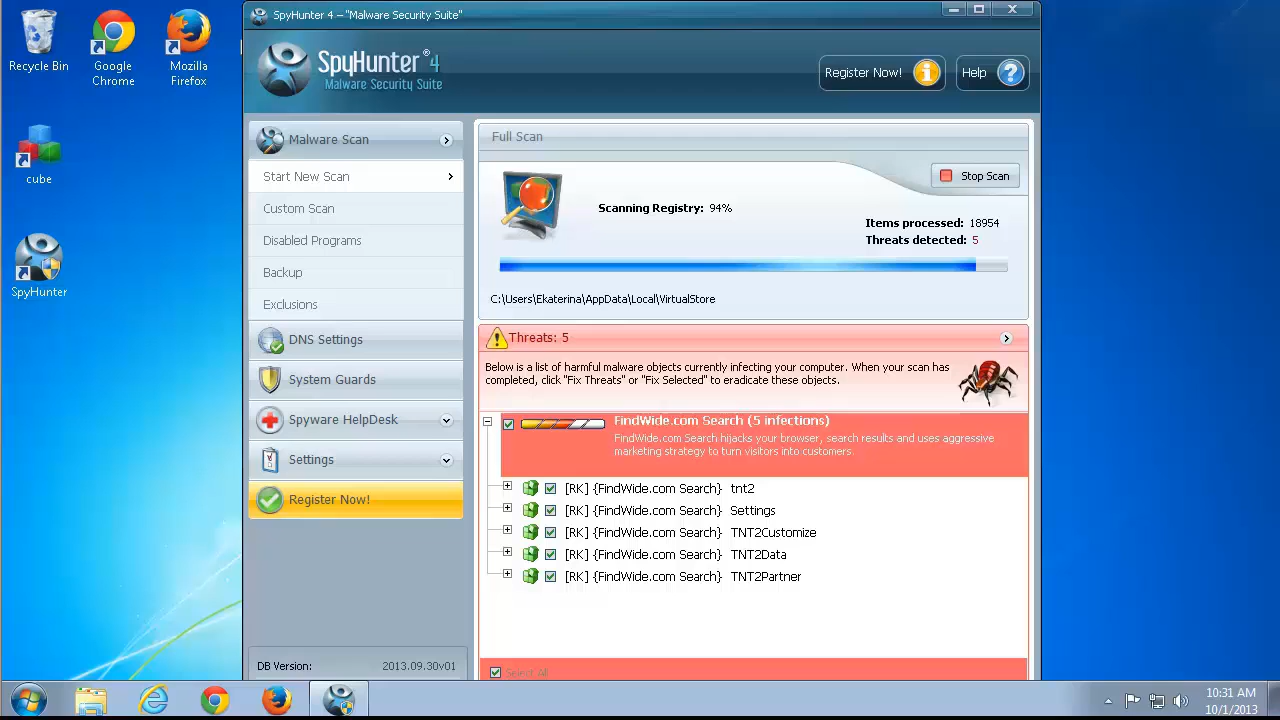 Recycle Bin
Google
Chrome
Mozilla
Firefox
cube
SpyHunter
SpyHunter 4 – "Malware Security Suite"
SpyHunter® 4
Malware Security Suite
Register Now!
Help
Malware Scan
Start New Scan
Custom Scan
Disabled Programs
Backup
Exclusions
DNS Settings
System Guards
Spyware HelpDesk
Settings
Register Now!
DB Version: 2013.09.30v01
Full Scan
Stop Scan
Scanning Registry: 94%
Items processed: 18954
Threats detected: 5
C:\Users\Ekaterina\AppData\Local\VirtualStore
Threats: 5
Below is a list of harmful malware objects currently infecting your computer. When your scan has
completed, click "Fix Threats" or "Fix Selected" to eradicate these objects.
FindWide.com Search (5 infections)
FindWide.com Search hijacks your browser, search results and uses aggressive
marketing strategy to turn visitors into customers.
[RK] {FindWide.com Search} tnt2
[RK] {FindWide.com Search} Settings
[RK] {FindWide.com Search} TNT2Customize
[RK] {FindWide.com Search} TNT2Data
[RK] {FindWide.com Search} TNT2Partner
Select All
10:31 AM
10/1/2013